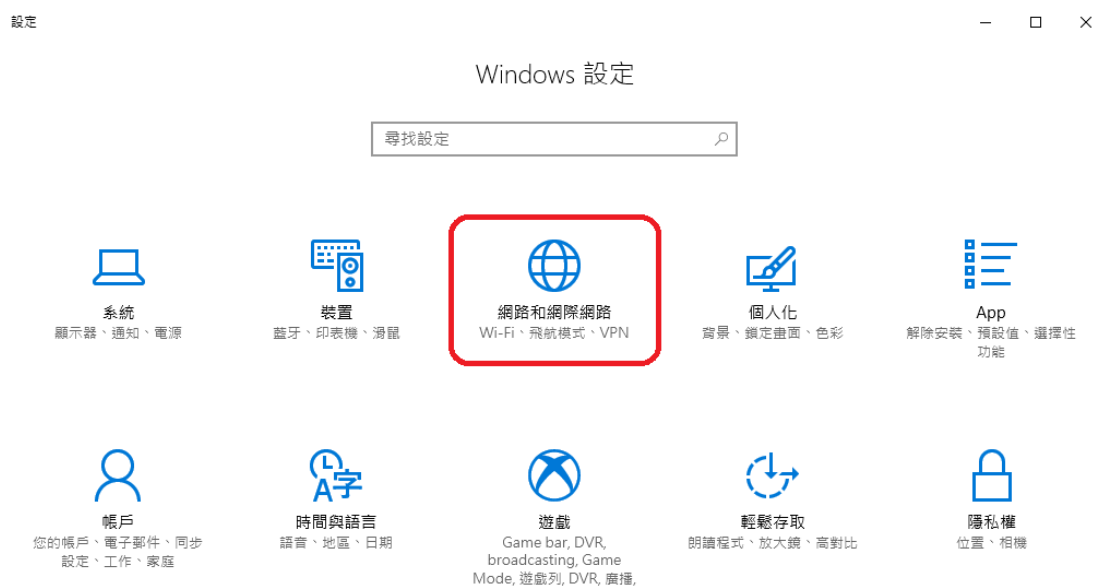 設定
Windows 設定
尋找設定
系統
顯示器、通知、電源
裝置
藍牙、印表機、滑鼠
網路和網際網路
Wi-Fi、飛航模式、VPN
個人化
背景、鎖定畫面、色彩
App
解除安裝、預設值、選擇性
功能
帳戶
您的帳戶、電子郵件、同步
設定、工作、家庭
時間與語言
語音、地區、日期
遊戲
Game bar, DVR,
broadcasting, Game
Mode, 遊戲列, DVR, 廣播,
輕鬆存取
朗讀程式、放大鏡、高對比
隱私權
位置、相機